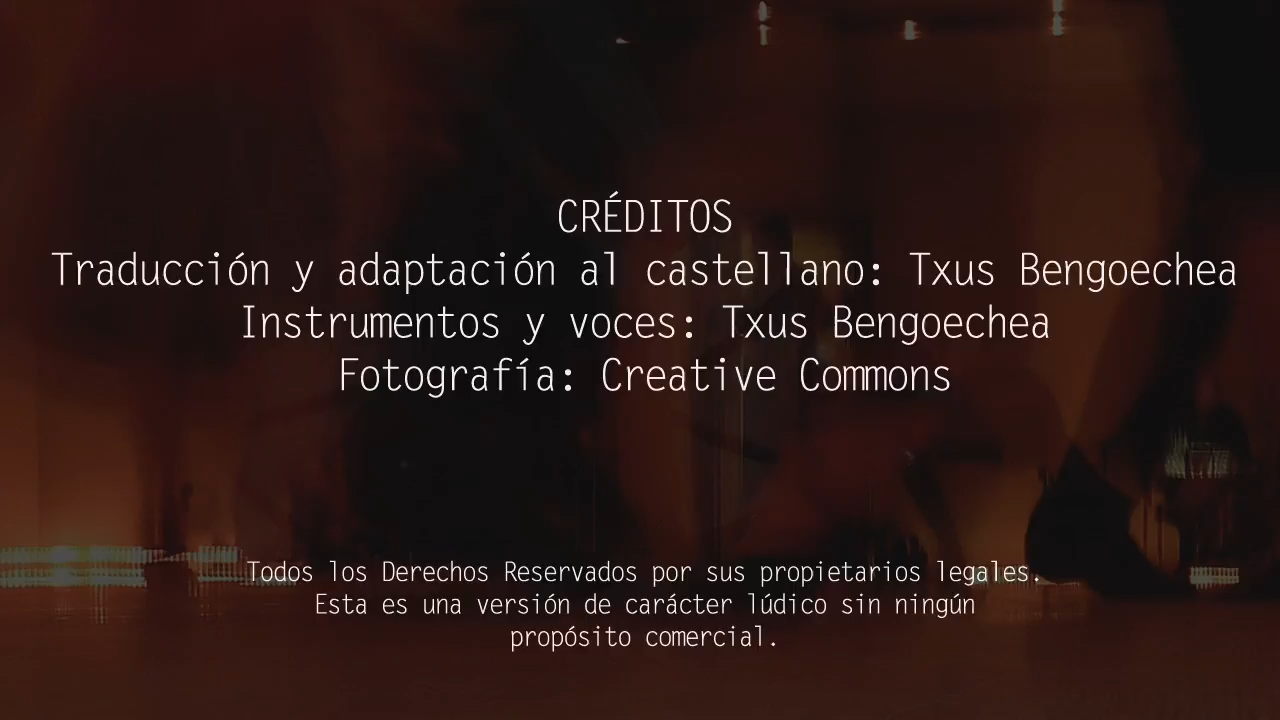 CRÉDITOS
Traducción y adaptación al castellano: Txus Bengoechea
Instrumentos y voces: Txus Bengoechea
Fotografía: Creative Commons
Todos los Derechos Reservados por sus propietarios legales.
Esta es una versión de carácter lúdico sin ningún
propósito comercial.